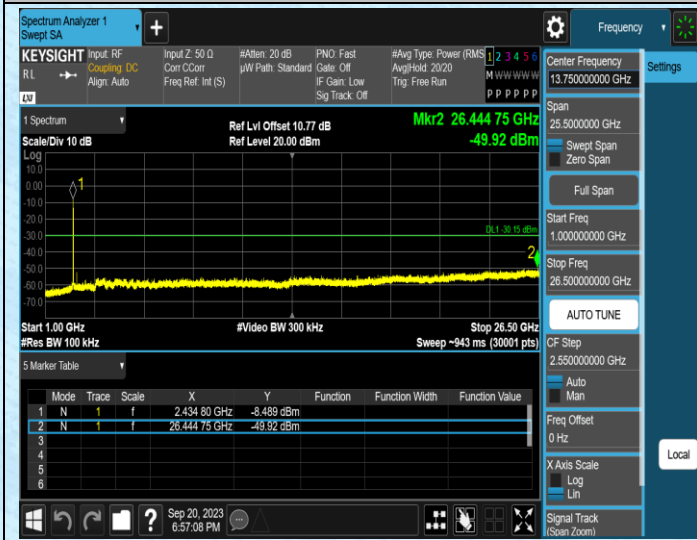 Spectrum Analyzer 1
Swept SA
+
Frequency
KEYSIGHT
RL
LXI
Input: RF
Coupling: DC
Align: Auto
Input Z: 50 Ω
Corr CCorr
Freq Ref: Int (S)
#Atten: 20 dB
µW Path: Standard
PNO: Fast
Gate: Off
IF Gain: Low
Sig Track: Off
#Avg Type: Power (RMS)
Avg|Hold: 20/20
Trig: Free Run
1 2 3 4 5 6
M W W W W W
P P P P P P
1 Spectrum
Scale/Div 10 dB
Ref Lvl Offset 10.77 dB
Ref Level 20.00 dBm
Mkr2 26.444 75 GHz
-49.92 dBm
Log
10.0
0.00
-10.0
-20.0
-30.0
-40.0
-50.0
-60.0
-70.0
1
DL1 -30.15 dBm
2
Start 1.00 GHz
#Video BW 300 kHz
Stop 26.50 GHz
#Res BW 100 kHz
Sweep ~943 ms (30001 pts)
5 Marker Table
Mode Trace Scale X Y Function Function Width Function Value
1 N 1 f 2.434 80 GHz -8.489 dBm
2 N 1 f 26.444 75 GHz -49.92 dBm
3
4
5
6
?
Sep 20, 2023
6:57:08 PM
Center Frequency
13.750000000 GHz
Settings
Span
25.5000000 GHz
Swept Span
Zero Span
Full Span
Start Freq
1.000000000 GHz
Stop Freq
26.500000000 GHz
AUTO TUNE
CF Step
2.550000000 GHz
Auto
Man
Freq Offset
0 Hz
X Axis Scale
Log
Lin
Local
Signal Track
(Span Zoom)